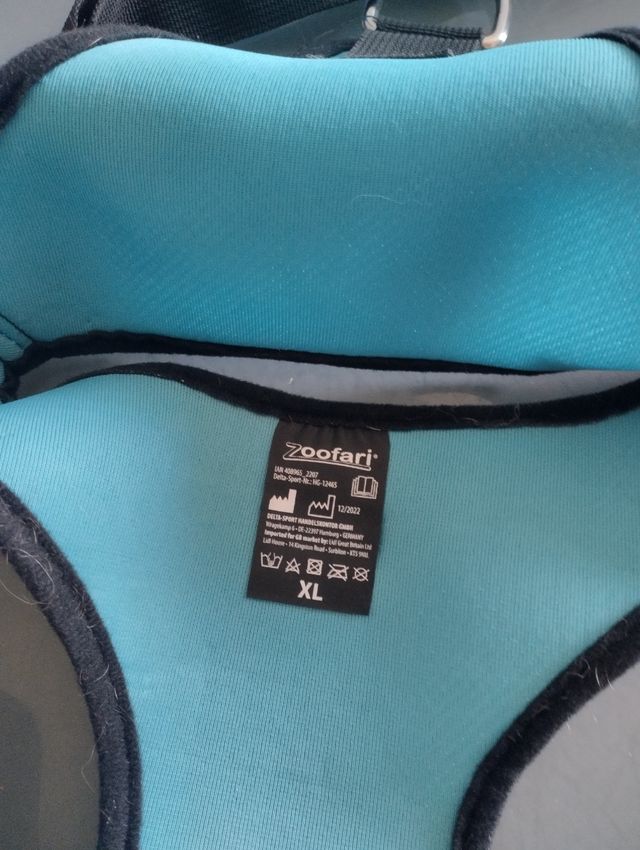 Zoofari®
IAN 408965_2207
Delta-Sport-Nr.: HG-12465
12/2022
DELTA-SPORT HANDELSKONTOR GMBH
Wragekamp 6 • DE-22397 Hamburg • GERMANY
Imported for GB market by: Lidl Great Britain Ltd
Lidl House • 14 Kingston Road • Surbiton • KT5 9NU
XL